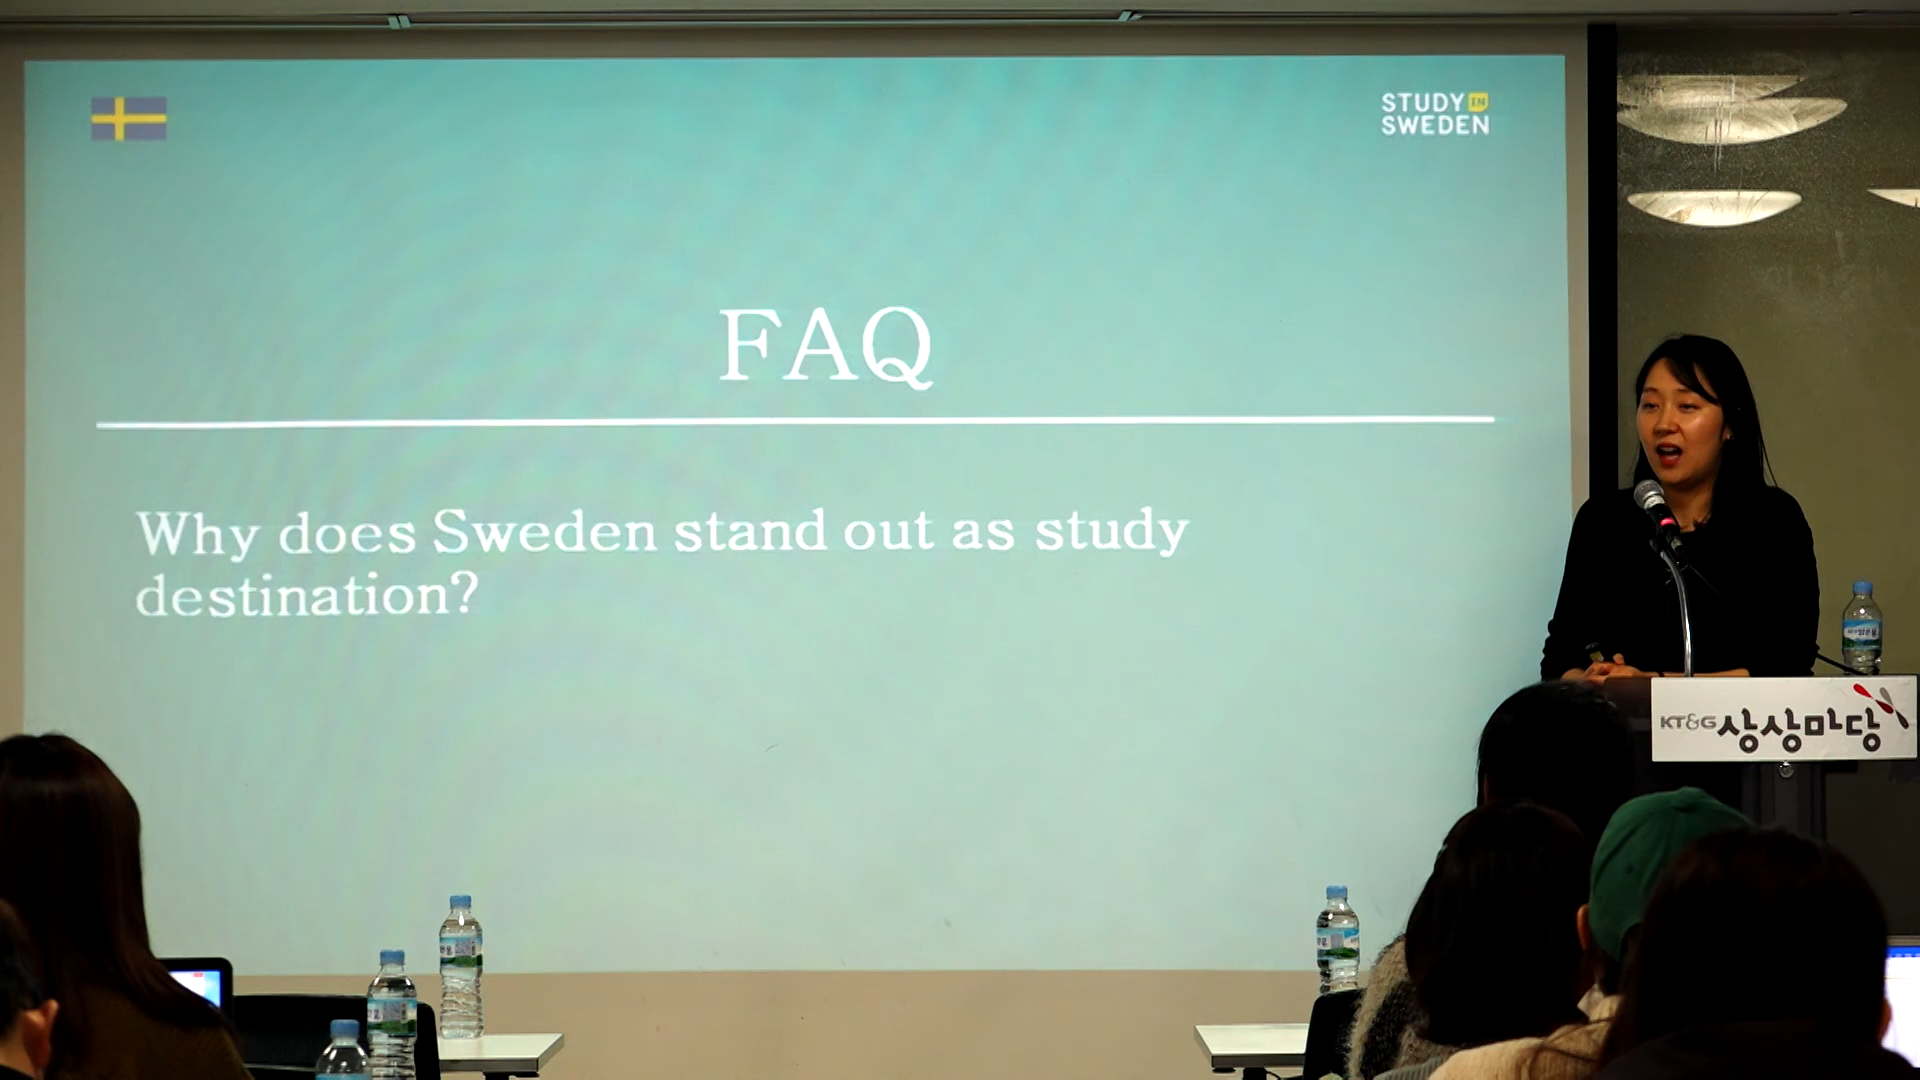 STUDY IN
SWEDEN
FAQ
Why does Sweden stand out as study
destination?
KT&G 상상마당